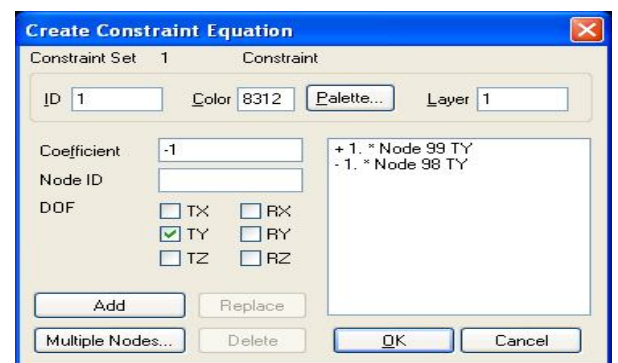 Create Constraint Equation
Constraint Set 1 Constraint
ID 1 Color 8312 Palette... Layer 1
Coefficient -1
Node ID
DOF
TX RX
TY RY
TZ RZ
+ 1. * Node 99 TY
- 1. * Node 98 TY
Add Replace
Multiple Nodes... Delete OK Cancel